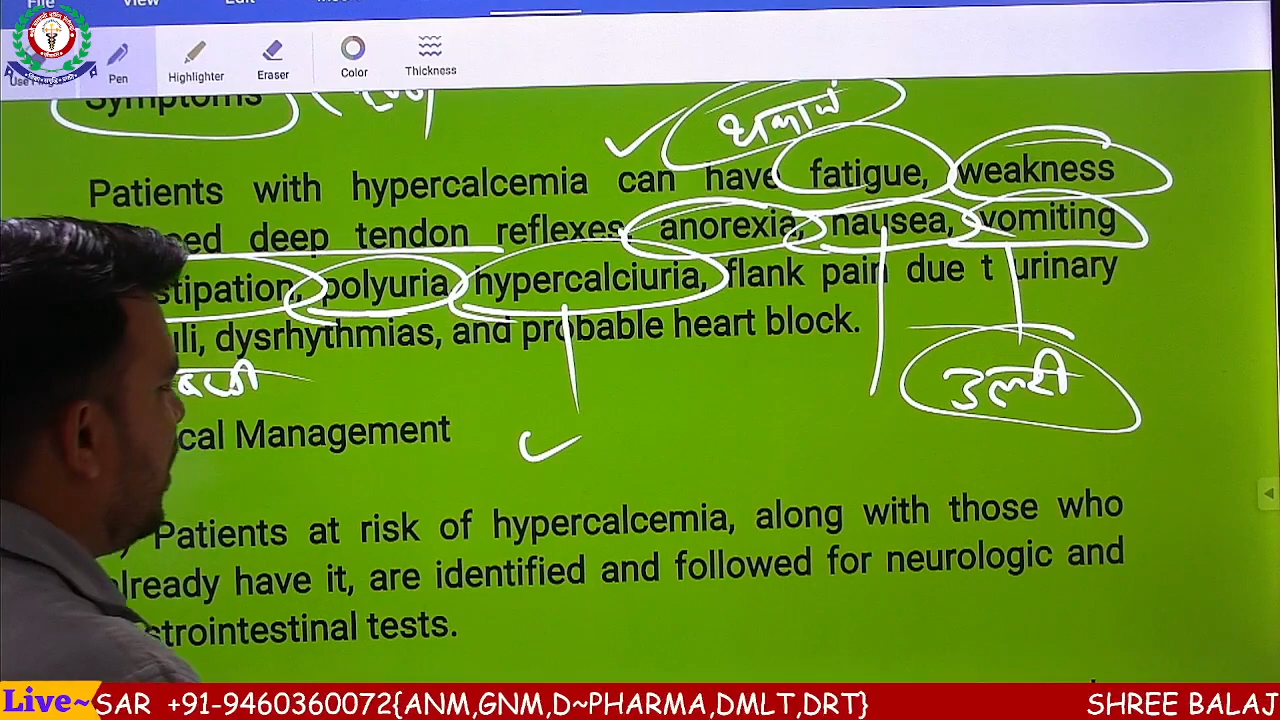 File View Edit
Pen Highlighter Eraser Color Thickness
Symptoms
थकावट
Patients with hypercalcemia can have fatigue, weakness
ced deep tendon reflexes, anorexia, nausea, vomiting
stipation, polyuria, hypercalciuria, flank pain due t urinary
uli, dysrhythmias, and probable heart block.
उल्टी
cal Management
Patients at risk of hypercalcemia, along with those who
already have it, are identified and followed for neurologic and
strointestinal tests.
Live~ SAR +91-9460360072{ANM,GNM,D~PHARMA,DMLT,DRT} SHREE BALAJ